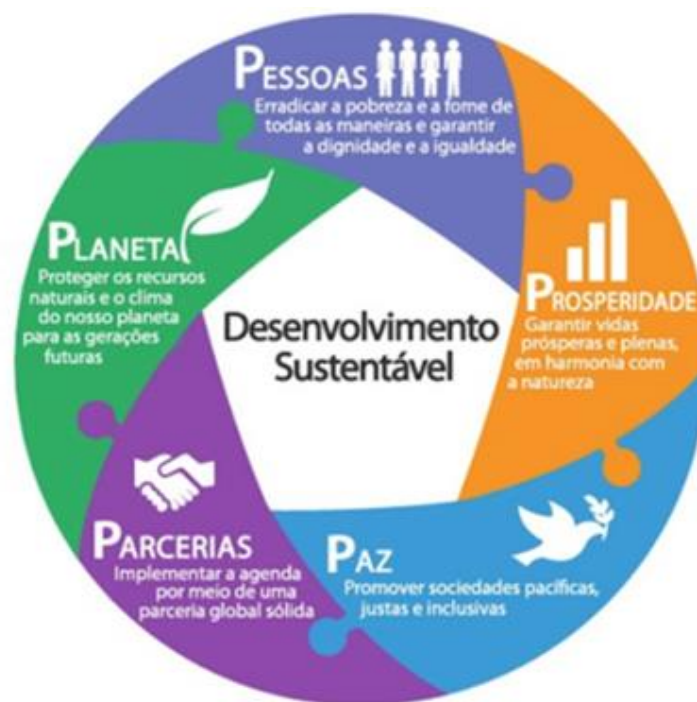 PESSOAS
Erradicar a pobreza e a fome de
todas as maneiras e garantir
a dignidade e a igualdade
PLANETA
Proteger os recursos
naturais e o clima
do nosso planeta
para as gerações
futuras
Desenvolvimento
Sustentável
PROSPERIDADE
Garantir vidas
prósperas e plenas,
em harmonia com
a natureza
PARCERIAS
Implementar a agenda
por meio de uma
parceria global sólida
PAZ
Promover sociedades pacíficas,
justas e inclusivas